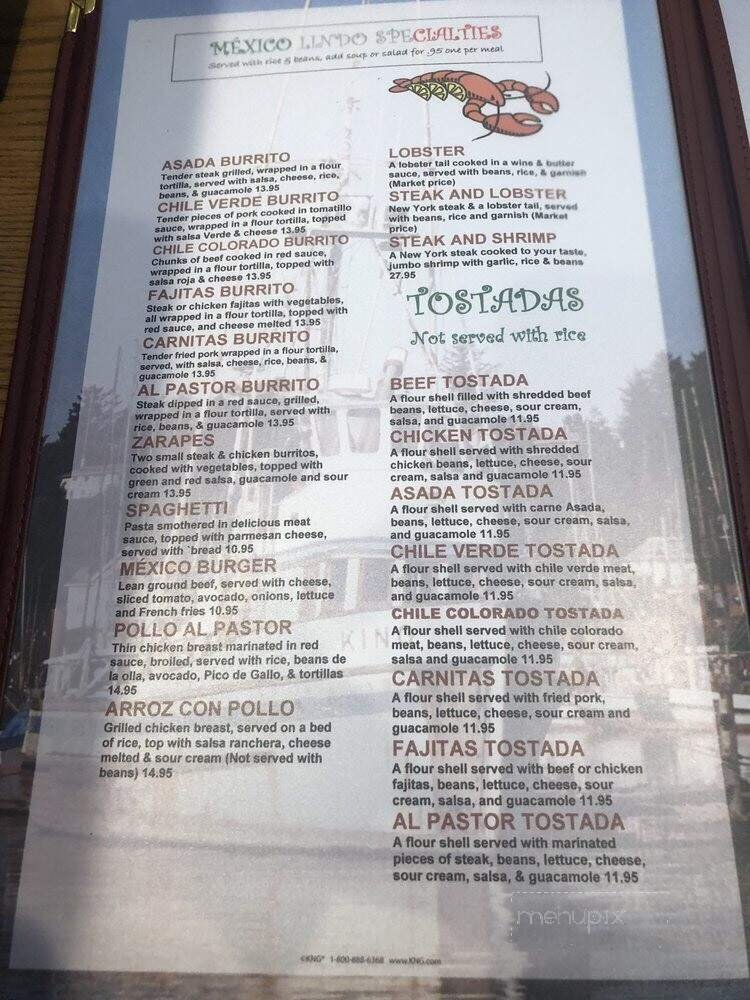 MÉXICO LINDO SPECIALTIES
Served with rice & beans, add soup or salad for .95 one per meal
ASADA BURRITO
Tender steak grilled, wrapped in a flour
tortilla, served with salsa, cheese, rice,
beans, & guacamole 13.95
CHILE VERDE BURRITO
Tender pieces of pork cooked in tomatillo
sauce, wrapped in a flour tortilla, topped
with salsa Verde & cheese 13.95
CHILE COLORADO BURRITO
Chunks of beef cooked in red sauce,
wrapped in a flour tortilla, topped with
salsa roja & cheese 13.95
FAJITAS BURRITO
Steak or chicken fajitas with vegetables,
all wrapped in a flour tortilla, topped with
red sauce, and cheese melted 13.95
CARNITAS BURRITO
Tender fried pork wrapped in a flour tortilla,
served, with salsa, cheese, rice, beans, &
guacamole 13.95
AL PASTOR BURRITO
Steak dipped in a red sauce, grilled,
wrapped in a flour tortilla, served with
rice, beans, & guacamole 13.95
ZARAPES
Two small steak & chicken burritos,
cooked with vegetables, topped with
green and red salsa, guacamole and sour
cream 13.95
SPAGHETTI
Pasta smothered in delicious meat
sauce, topped with parmesan cheese,
served with `bread 10.95
MÉXICO BURGER
Lean ground beef, served with cheese,
sliced tomato, avocado, onions, lettuce
and French fries 10.95
POLLO AL PASTOR
Thin chicken breast marinated in red
sauce, broiled, served with rice, beans de
la olla, avocado, Pico de Gallo, & tortillas
14.95
ARROZ CON POLLO
Grilled chicken breast, served on a bed
of rice, top with salsa ranchera, cheese
melted & sour cream (Not served with
beans) 14.95
LOBSTER
A lobster tail cooked in a wine & butter
sauce, served with beans, rice, & garnish
(Market price)
STEAK AND LOBSTER
New York steak & a lobster tail, served
with beans, rice and garnish (Market
price)
STEAK AND SHRIMP
A New York steak cooked to your taste,
jumbo shrimp with garlic, rice & beans
27.95
TOSTADAS
Not served with rice
BEEF TOSTADA
A flour shell filled with shredded beef
beans, lettuce, cheese, sour cream,
salsa, and guacamole 11.95
CHICKEN TOSTADA
A flour shell served with shredded
chicken beans, lettuce, cheese, sour
cream, salsa and guacamole 11.95
ASADA TOSTADA
A flour shell served with carne Asada,
beans, lettuce, cheese, sour cream, salsa,
and guacamole 11.95
CHILE VERDE TOSTADA
A flour shell served with chile verde meat,
beans, lettuce, cheese, sour cream, salsa,
and guacamole 11.95
CHILE COLORADO TOSTADA
A flour shell served with chile colorado
meat, beans, lettuce, cheese, sour cream,
salsa and guacamole 11.95
CARNITAS TOSTADA
A flour shell served with fried pork,
beans, lettuce, cheese, sour cream and
guacamole 11.95
FAJITAS TOSTADA
A flour shell served with beef or chicken
fajitas, beans, lettuce, cheese, sour
cream, salsa, and guacamole 11.95
AL PASTOR TOSTADA
A flour shell served with marinated
pieces of steak, beans, lettuce, cheese,
sour cream, salsa, & guacamole 11.95
menupix
©KNG® 1-800-888-6368 www.KNG.com